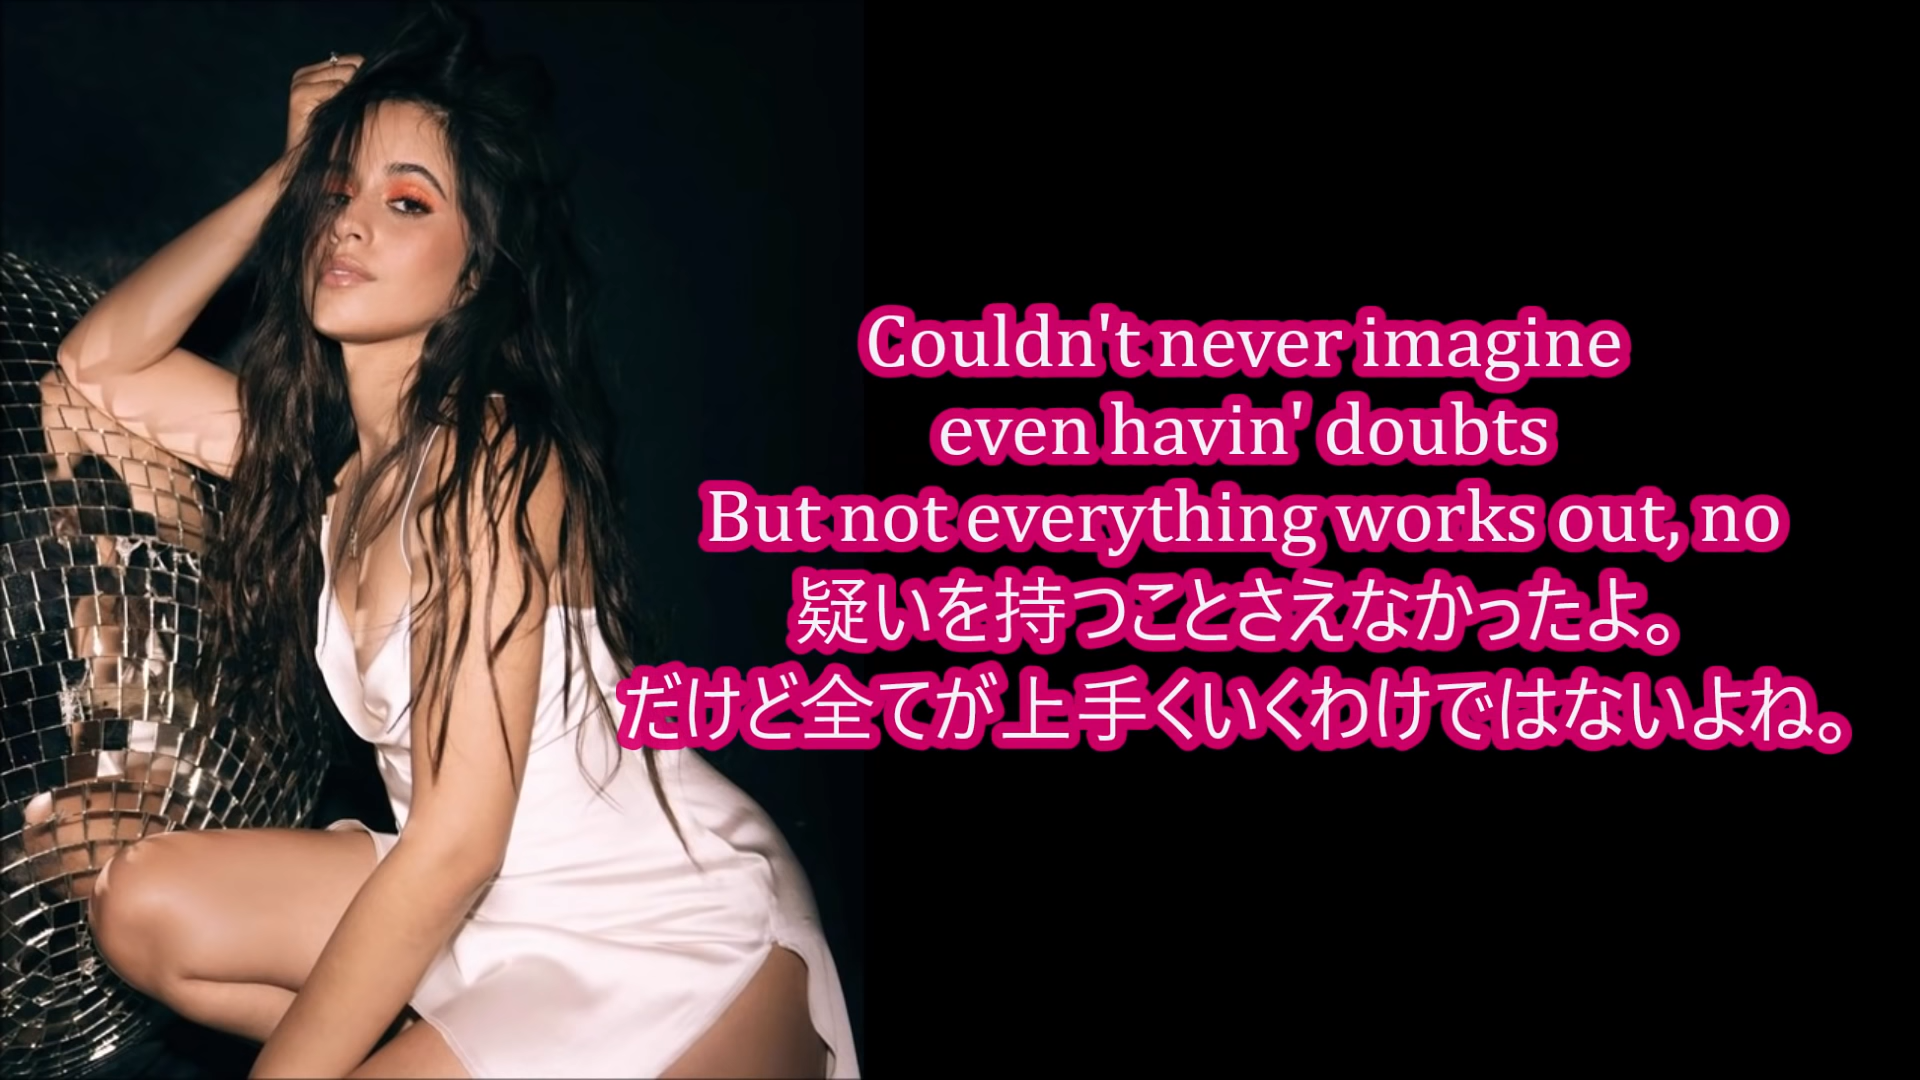 Couldn't never imagine
even havin' doubts
But not everything works out, no
疑いを持つことさえなかったよ。
だけど全てが上手くいくわけではないよね。